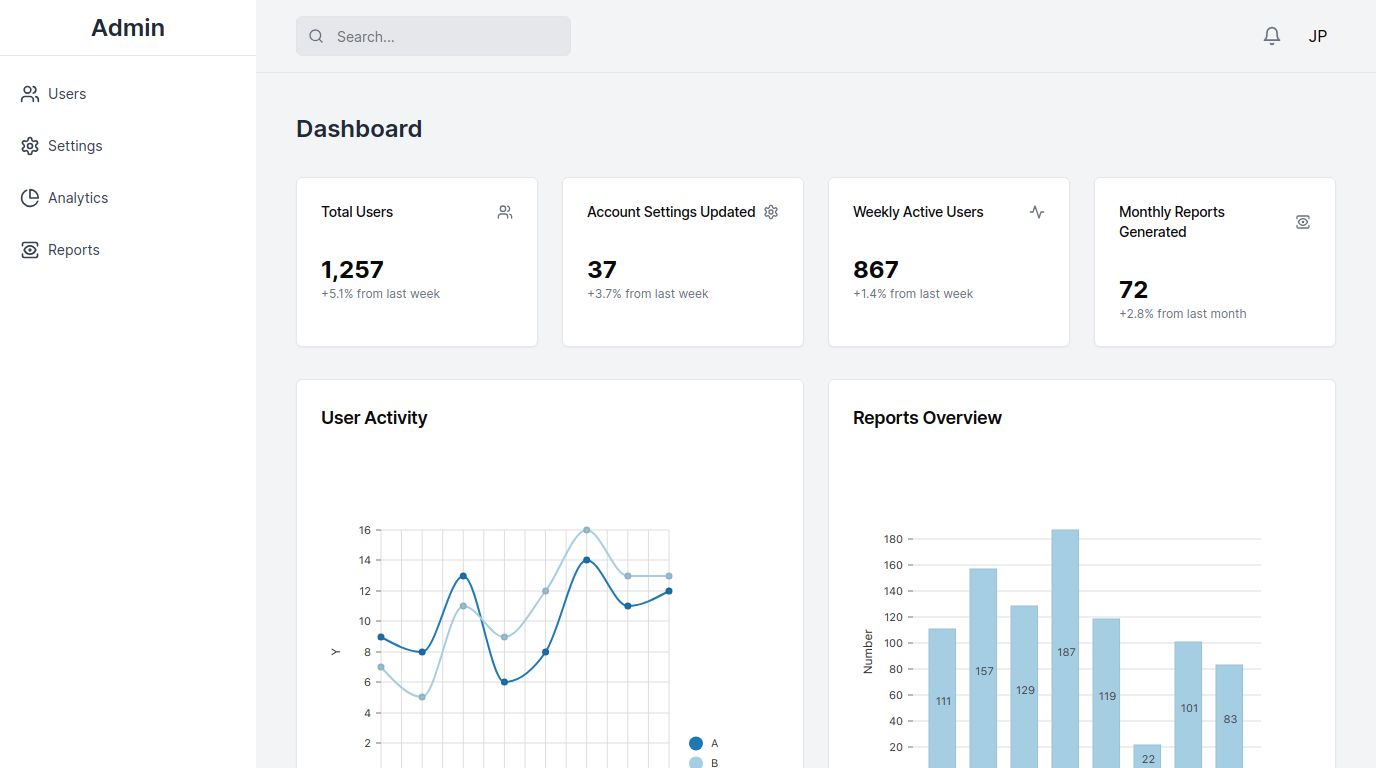 Admin
Search...
JP
Users
Settings
Analytics
Reports
Dashboard
Total Users
1,257
+5.1% from last week
Account Settings Updated
37
+3.7% from last week
Weekly Active Users
867
+1.4% from last week
Monthly Reports
Generated
72
+2.8% from last month
User Activity
16
14
12
10
8
6
4
2
Y
A
B
Reports Overview
180
160
140
120
100
80
60
40
20
Number
111
157
129
187
119
22
101
83